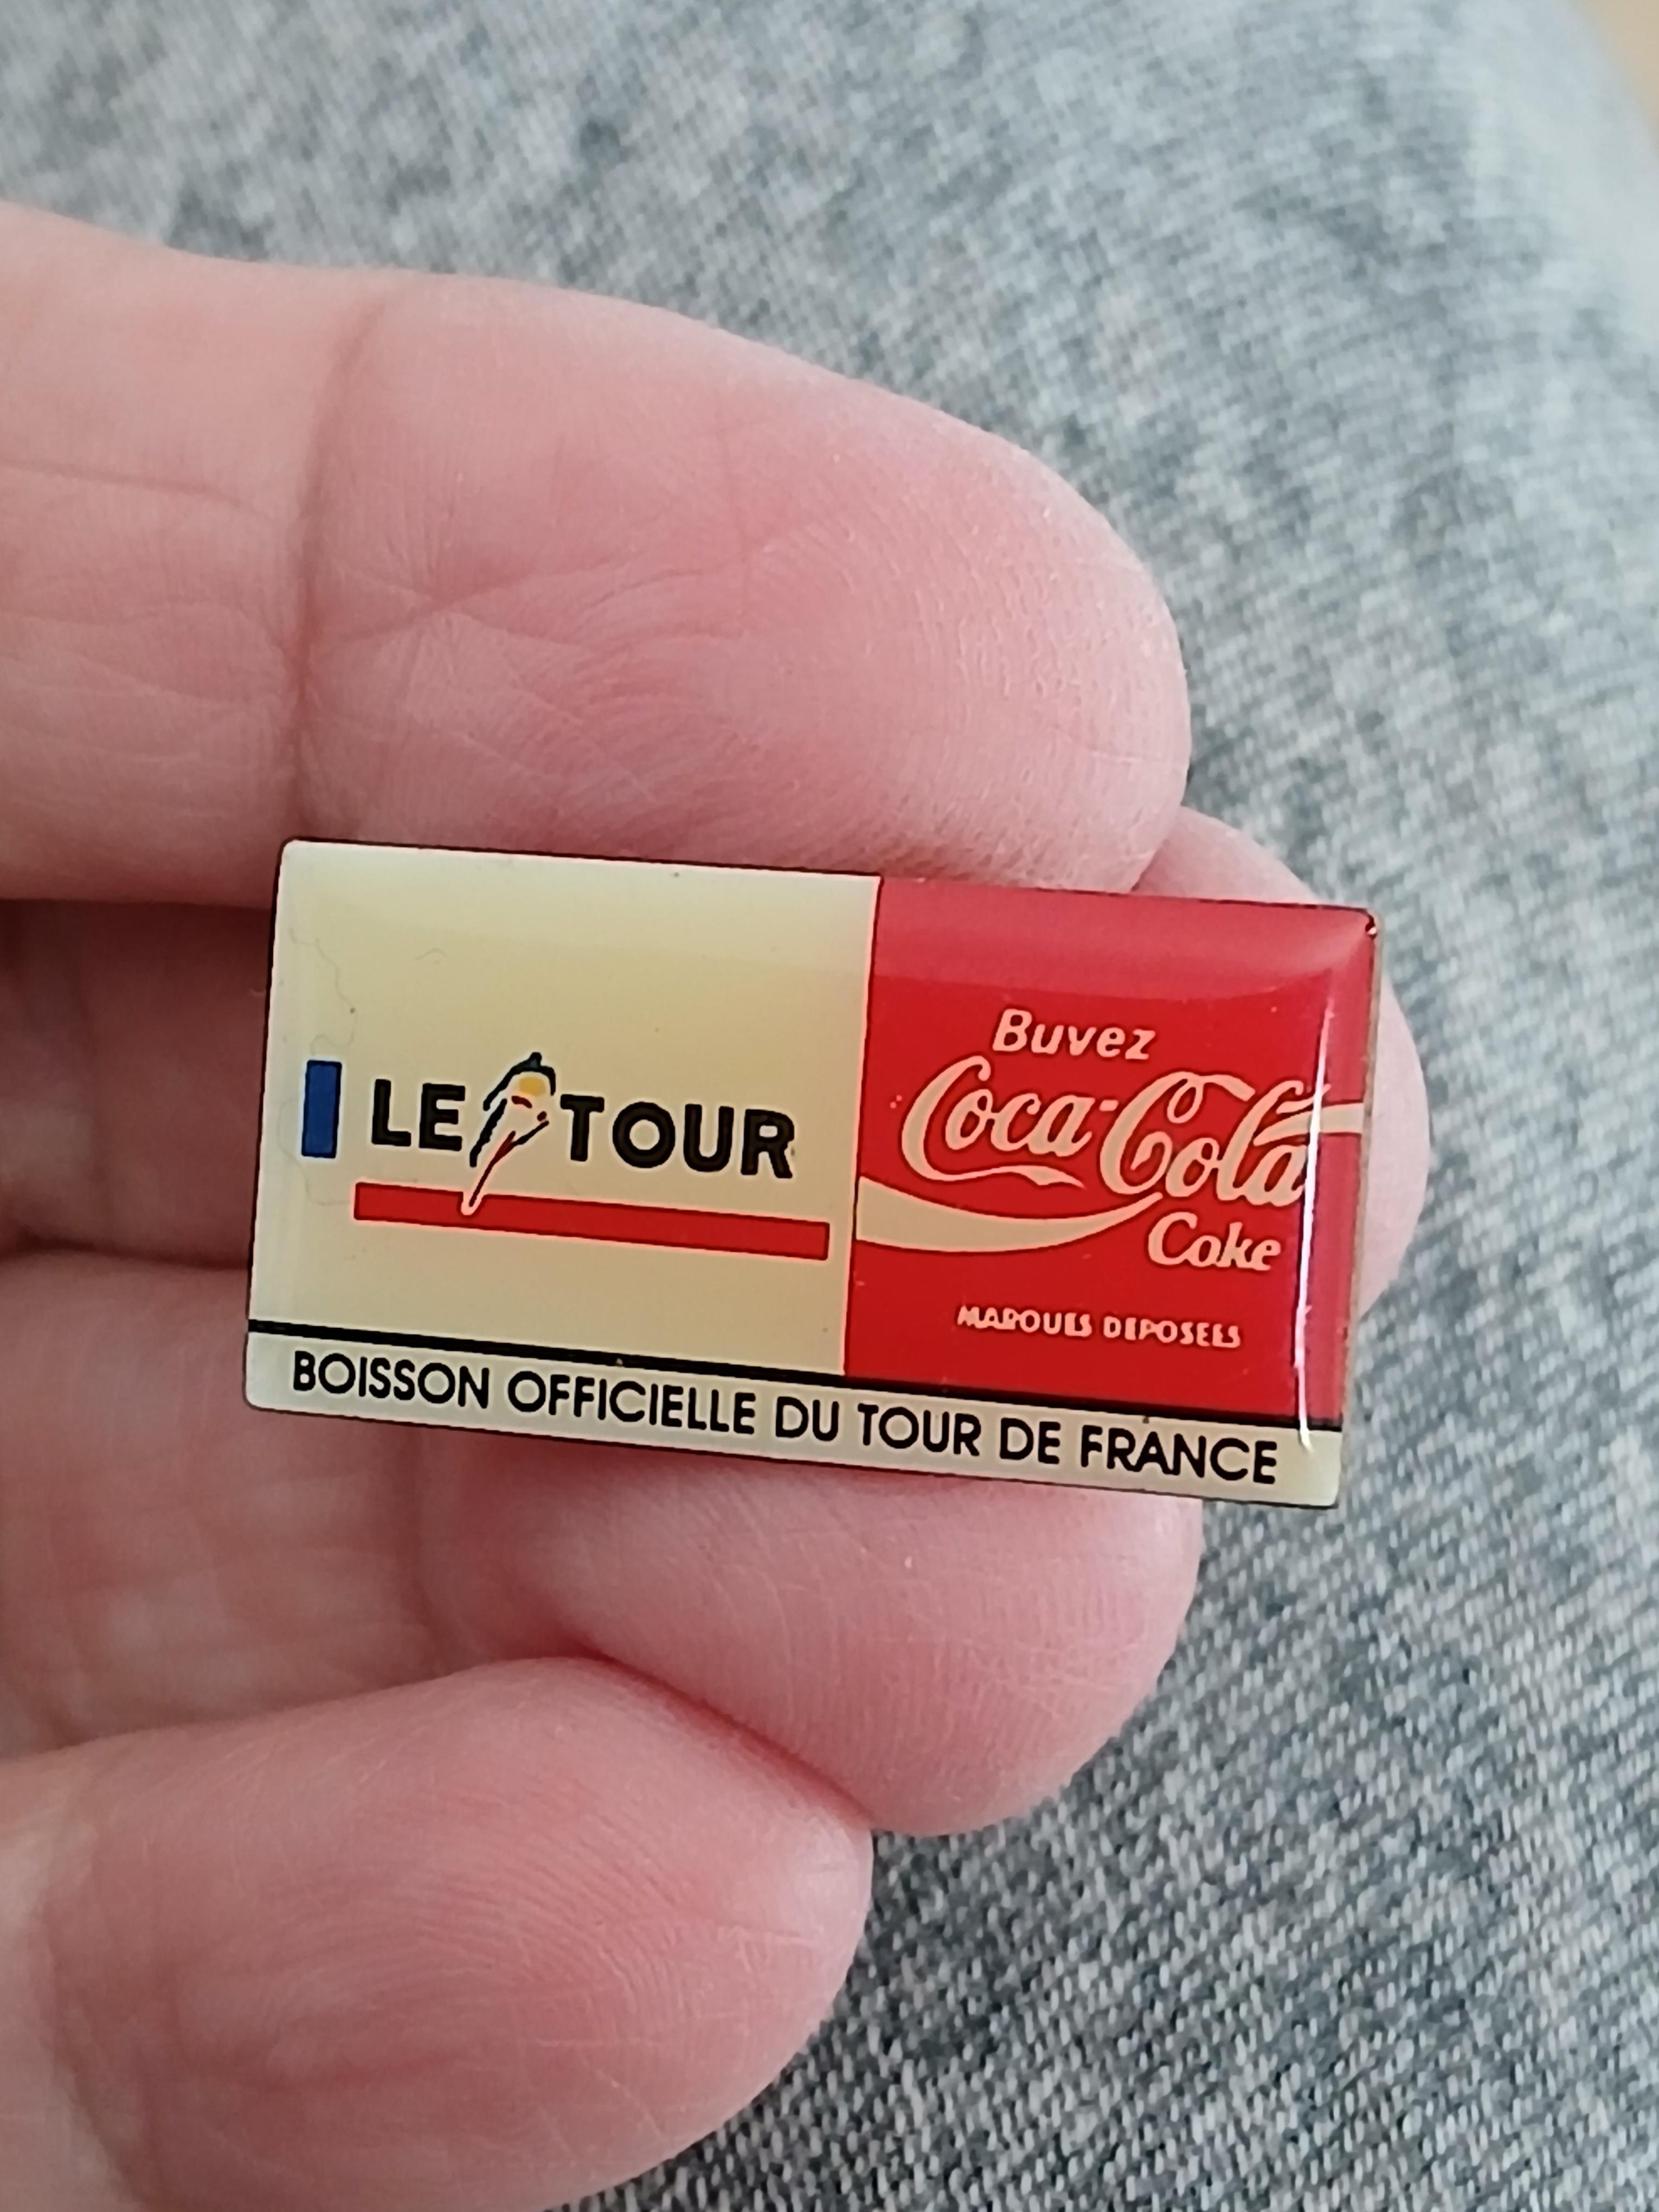 LE TOUR
Buvez
Coca-Cola
Coke
MARQUES DEPOSEES
BOISSON OFFICIELLE DU TOUR DE FRANCE